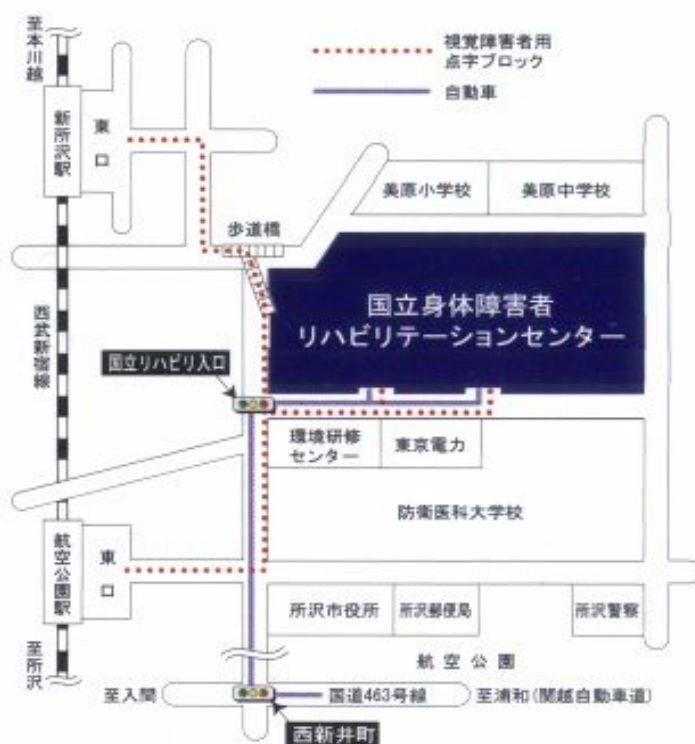 至本川越
視覚障害者用
点字ブロック
自動車
新所沢駅
東口
美原小学校
美原中学校
歩道橋
国立身体障害者
リハビリテーションセンター
西武新宿線
国立リハビリ入口
環境研修
センター
東京電力
防衛医科大学校
航空公園駅
東口
所沢市役所
所沢郵便局
所沢警察
至所沢
航空公園
至入間
国道463号線
至浦和(関越自動車道)
西新井町